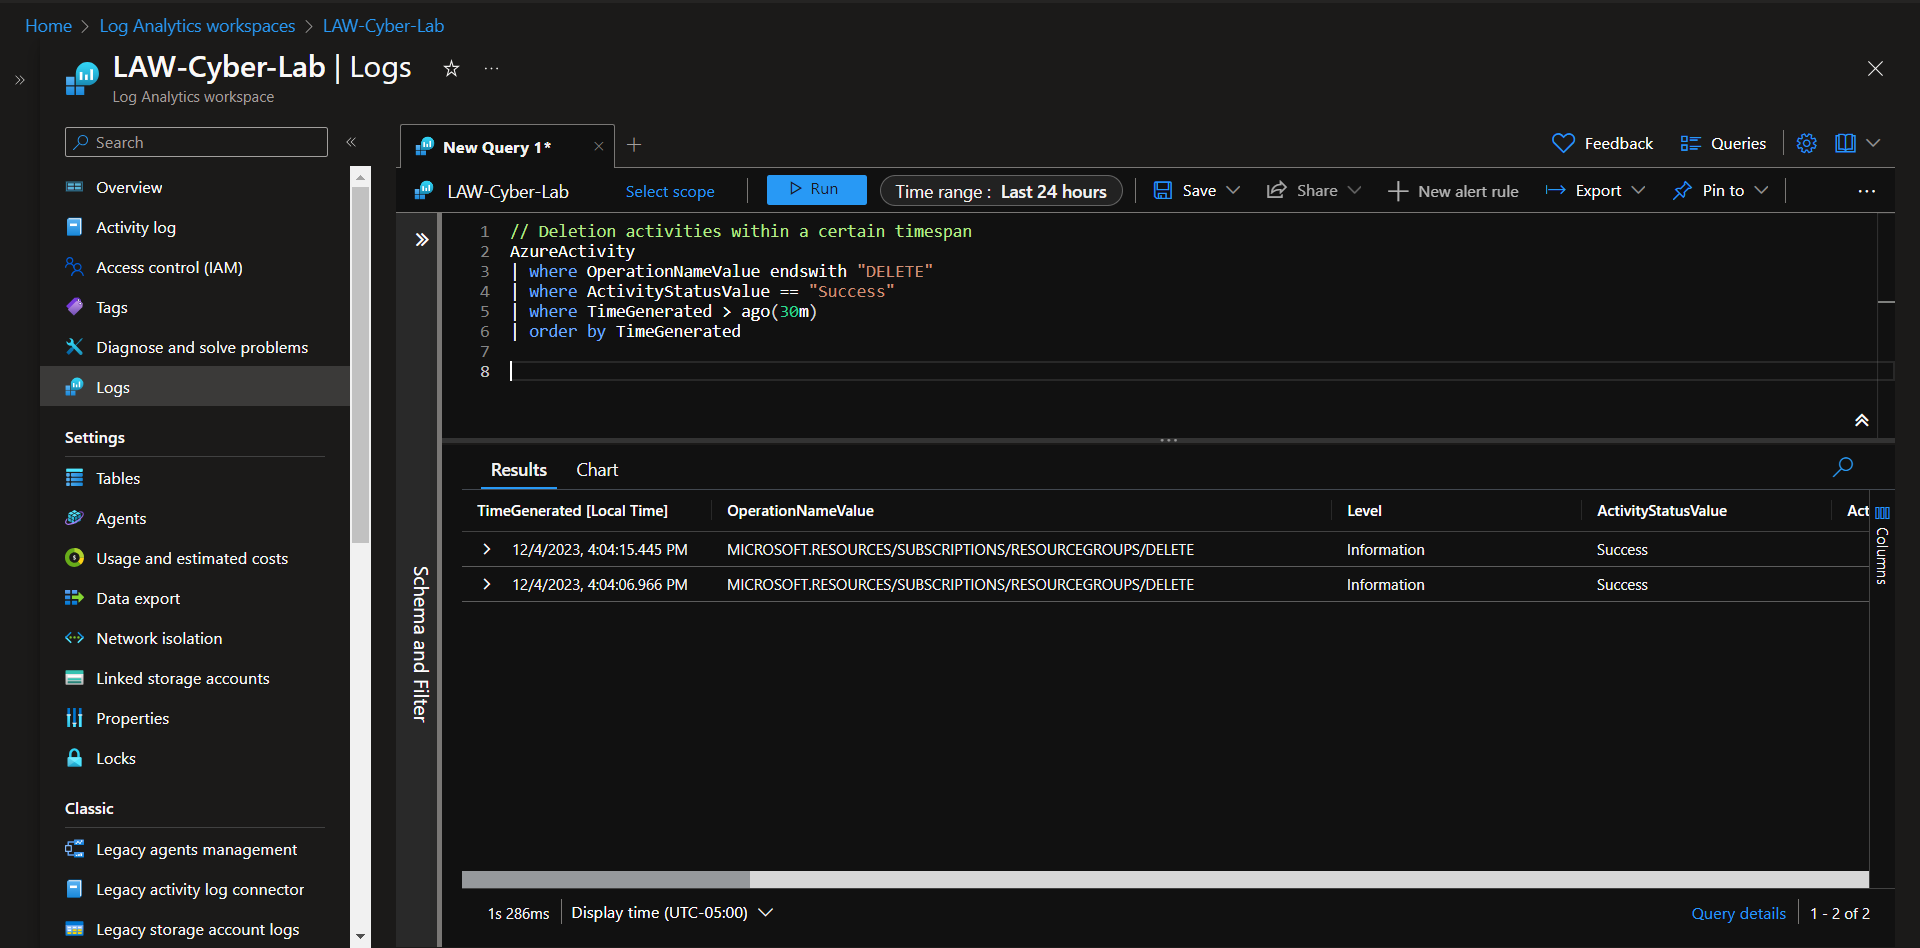 Home > Log Analytics workspaces > LAW-Cyber-Lab
LAW-Cyber-Lab | Logs
Log Analytics workspace
Search
Overview
Activity log
Access control (IAM)
Tags
Diagnose and solve problems
Logs
Settings
Tables
Agents
Usage and estimated costs
Data export
Network isolation
Linked storage accounts
Properties
Locks
Classic
Legacy agents management
Legacy activity log connector
Legacy storage account logs
New Query 1*
Feedback
Queries
LAW-Cyber-Lab
Select scope
Run
Time range : Last 24 hours
Save
Share
New alert rule
Export
Pin to
Schema and Filter
1 // Deletion activities within a certain timespan
2 AzureActivity
3 | where OperationNameValue endswith "DELETE"
4 | where ActivityStatusValue == "Success"
5 | where TimeGenerated > ago(30m)
6 | order by TimeGenerated
7
8
Results Chart
TimeGenerated [Local Time] OperationNameValue Level ActivityStatusValue Act
12/4/2023, 4:04:15.445 PM MICROSOFT.RESOURCES/SUBSCRIPTIONS/RESOURCEGROUPS/DELETE Information Success
12/4/2023, 4:04:06.966 PM MICROSOFT.RESOURCES/SUBSCRIPTIONS/RESOURCEGROUPS/DELETE Information Success
Columns
1s 286ms Display time (UTC-05:00)
Query details 1 - 2 of 2